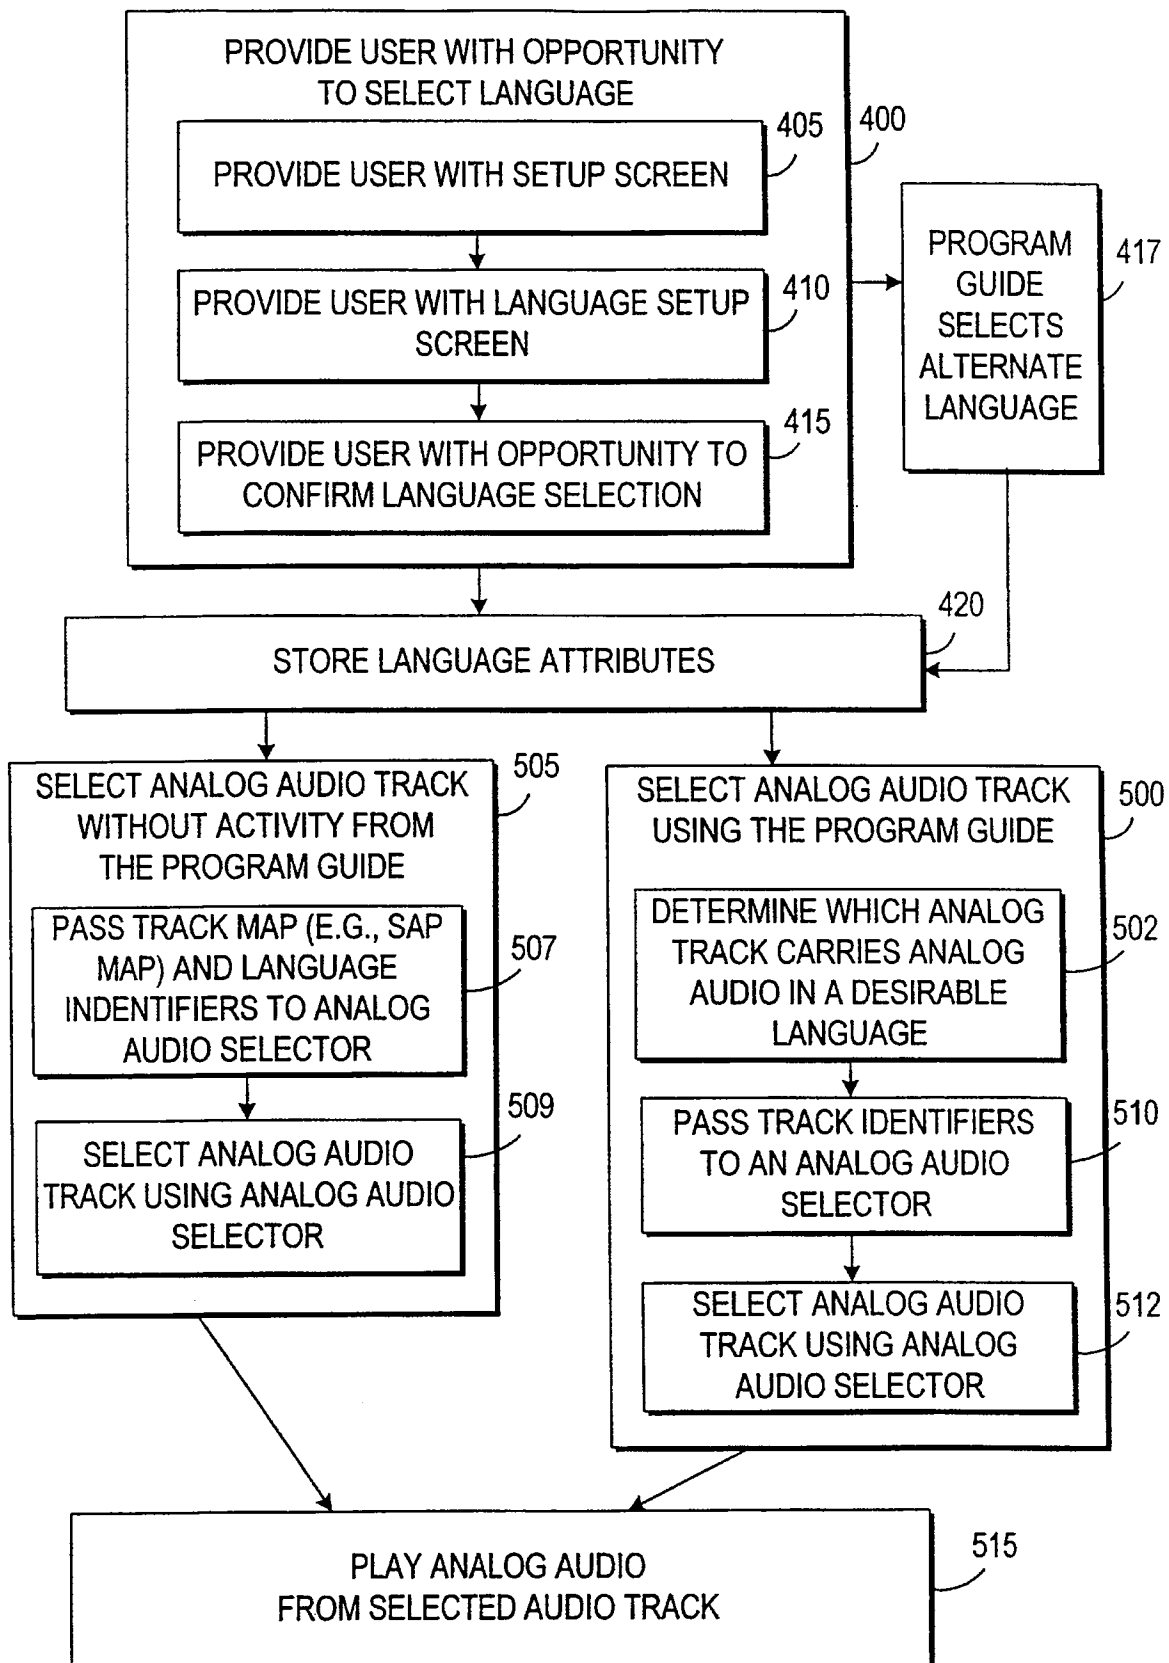 PROVIDE USER WITH OPPORTUNITY
TO SELECT LANGUAGE
400
405
PROVIDE USER WITH SETUP SCREEN
410
PROVIDE USER WITH LANGUAGE SETUP
SCREEN
415
PROVIDE USER WITH OPPORTUNITY TO
CONFIRM LANGUAGE SELECTION
417
PROGRAM
GUIDE
SELECTS
ALTERNATE
LANGUAGE
420
STORE LANGUAGE ATTRIBUTES
505
SELECT ANALOG AUDIO TRACK
WITHOUT ACTIVITY FROM
THE PROGRAM GUIDE
507
PASS TRACK MAP (E.G., SAP
MAP) AND LANGUAGE
INDENTIFIERS TO ANALOG
AUDIO SELECTOR
509
SELECT ANALOG AUDIO
TRACK USING ANALOG AUDIO
SELECTOR
500
SELECT ANALOG AUDIO TRACK
USING THE PROGRAM GUIDE
502
DETERMINE WHICH ANALOG
TRACK CARRIES ANALOG
AUDIO IN A DESIRABLE
LANGUAGE
510
PASS TRACK IDENTIFIERS
TO AN ANALOG AUDIO
SELECTOR
512
SELECT ANALOG AUDIO
TRACK USING ANALOG
AUDIO SELECTOR
515
PLAY ANALOG AUDIO
FROM SELECTED AUDIO TRACK